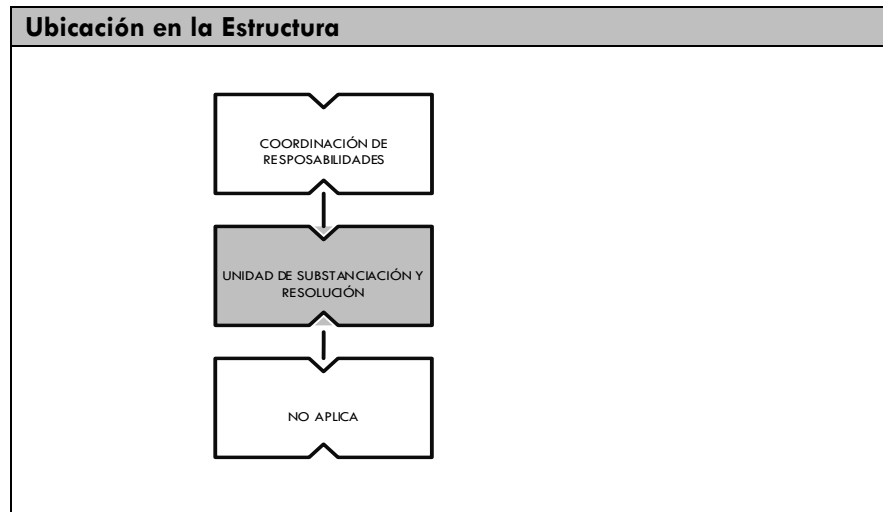 Ubicación en la Estructura
COORDINACIÓN DE
RESPOSABILIDADES
UNIDAD DE SUBSTANCIACIÓN Y
RESOLUCIÓN
NO APLICA